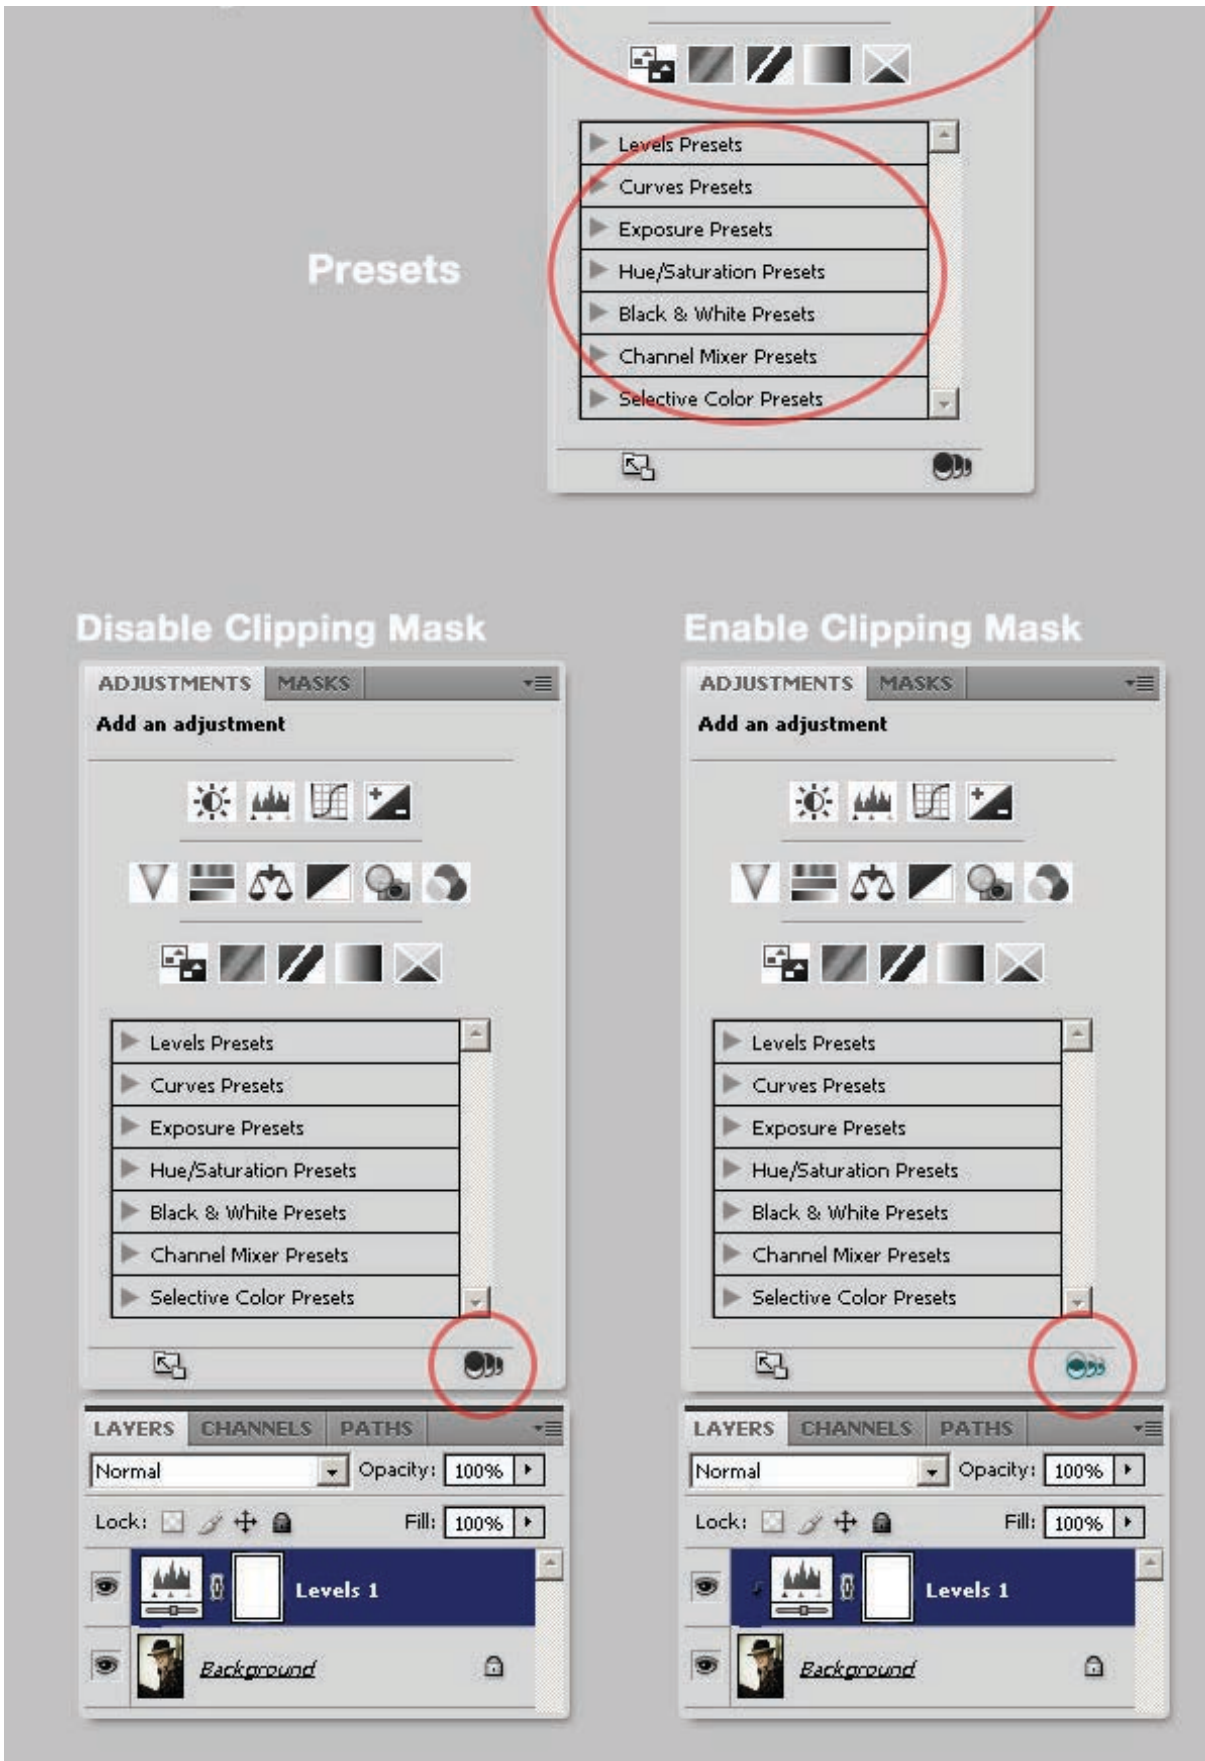 Levels Presets
Curves Presets
Exposure Presets
Presets
Hue/Saturation Presets
Black & White Presets
Channel Mixer Presets
Selective Color Presets
Disable Clipping Mask
ADJUSTMENTS MASKS
Add an adjustment
Levels Presets
Curves Presets
Exposure Presets
Hue/Saturation Presets
Black & White Presets
Channel Mixer Presets
Selective Color Presets
LAYERS CHANNELS PATHS
Normal Opacity: 100%
Lock: Fill: 100%
Levels 1
Background
Enable Clipping Mask
ADJUSTMENTS MASKS
Add an adjustment
Levels Presets
Curves Presets
Exposure Presets
Hue/Saturation Presets
Black & White Presets
Channel Mixer Presets
Selective Color Presets
LAYERS CHANNELS PATHS
Normal Opacity: 100%
Lock: Fill: 100%
Levels 1
Background